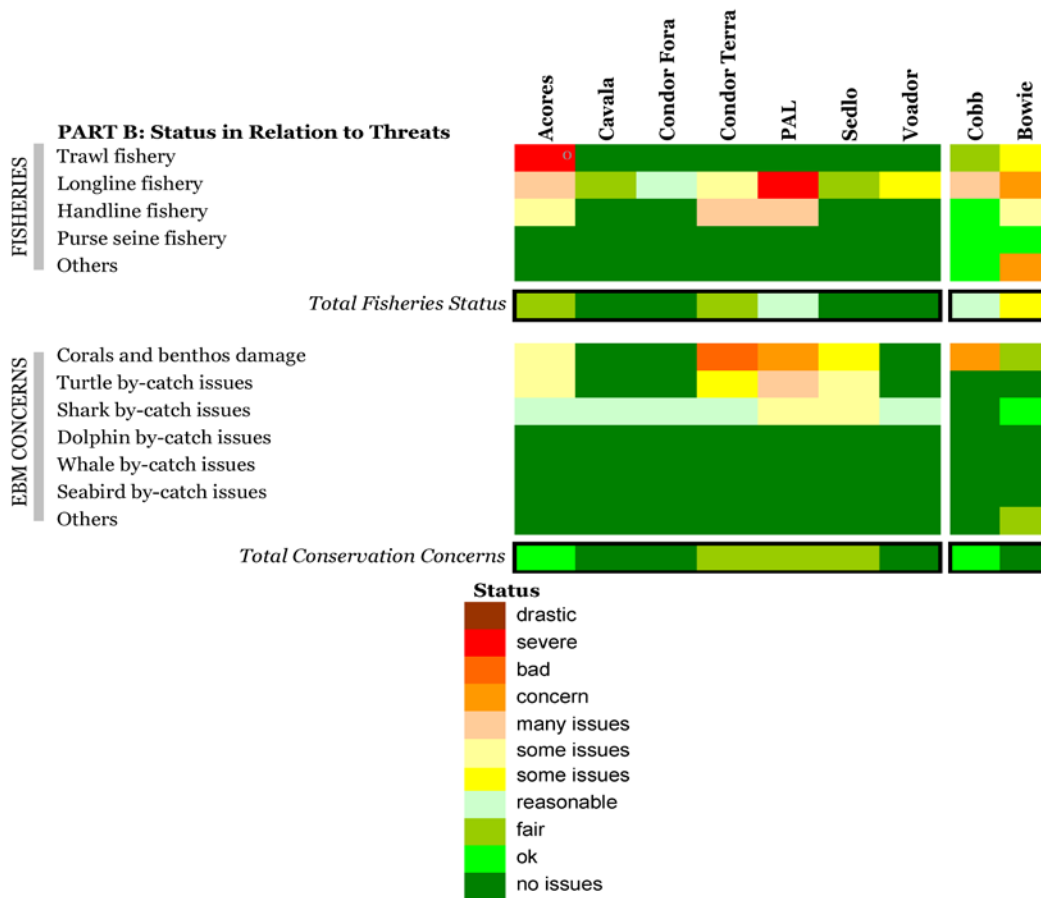 Acores
Cavala
Condor Fora
Condor Terra
PAL
Sedlo
Voador
Cobb
Bowie
PART B: Status in Relation to Threats
FISHERIES
Trawl fishery
0
Longline fishery
Handline fishery
Purse seine fishery
Others
Total Fisheries Status
EBM CONCERNS
Corals and benthos damage
Turtle by-catch issues
Shark by-catch issues
Dolphin by-catch issues
Whale by-catch issues
Seabird by-catch issues
Others
Total Conservation Concerns
Status
drastic
severe
bad
concern
many issues
some issues
some issues
reasonable
fair
ok
no issues